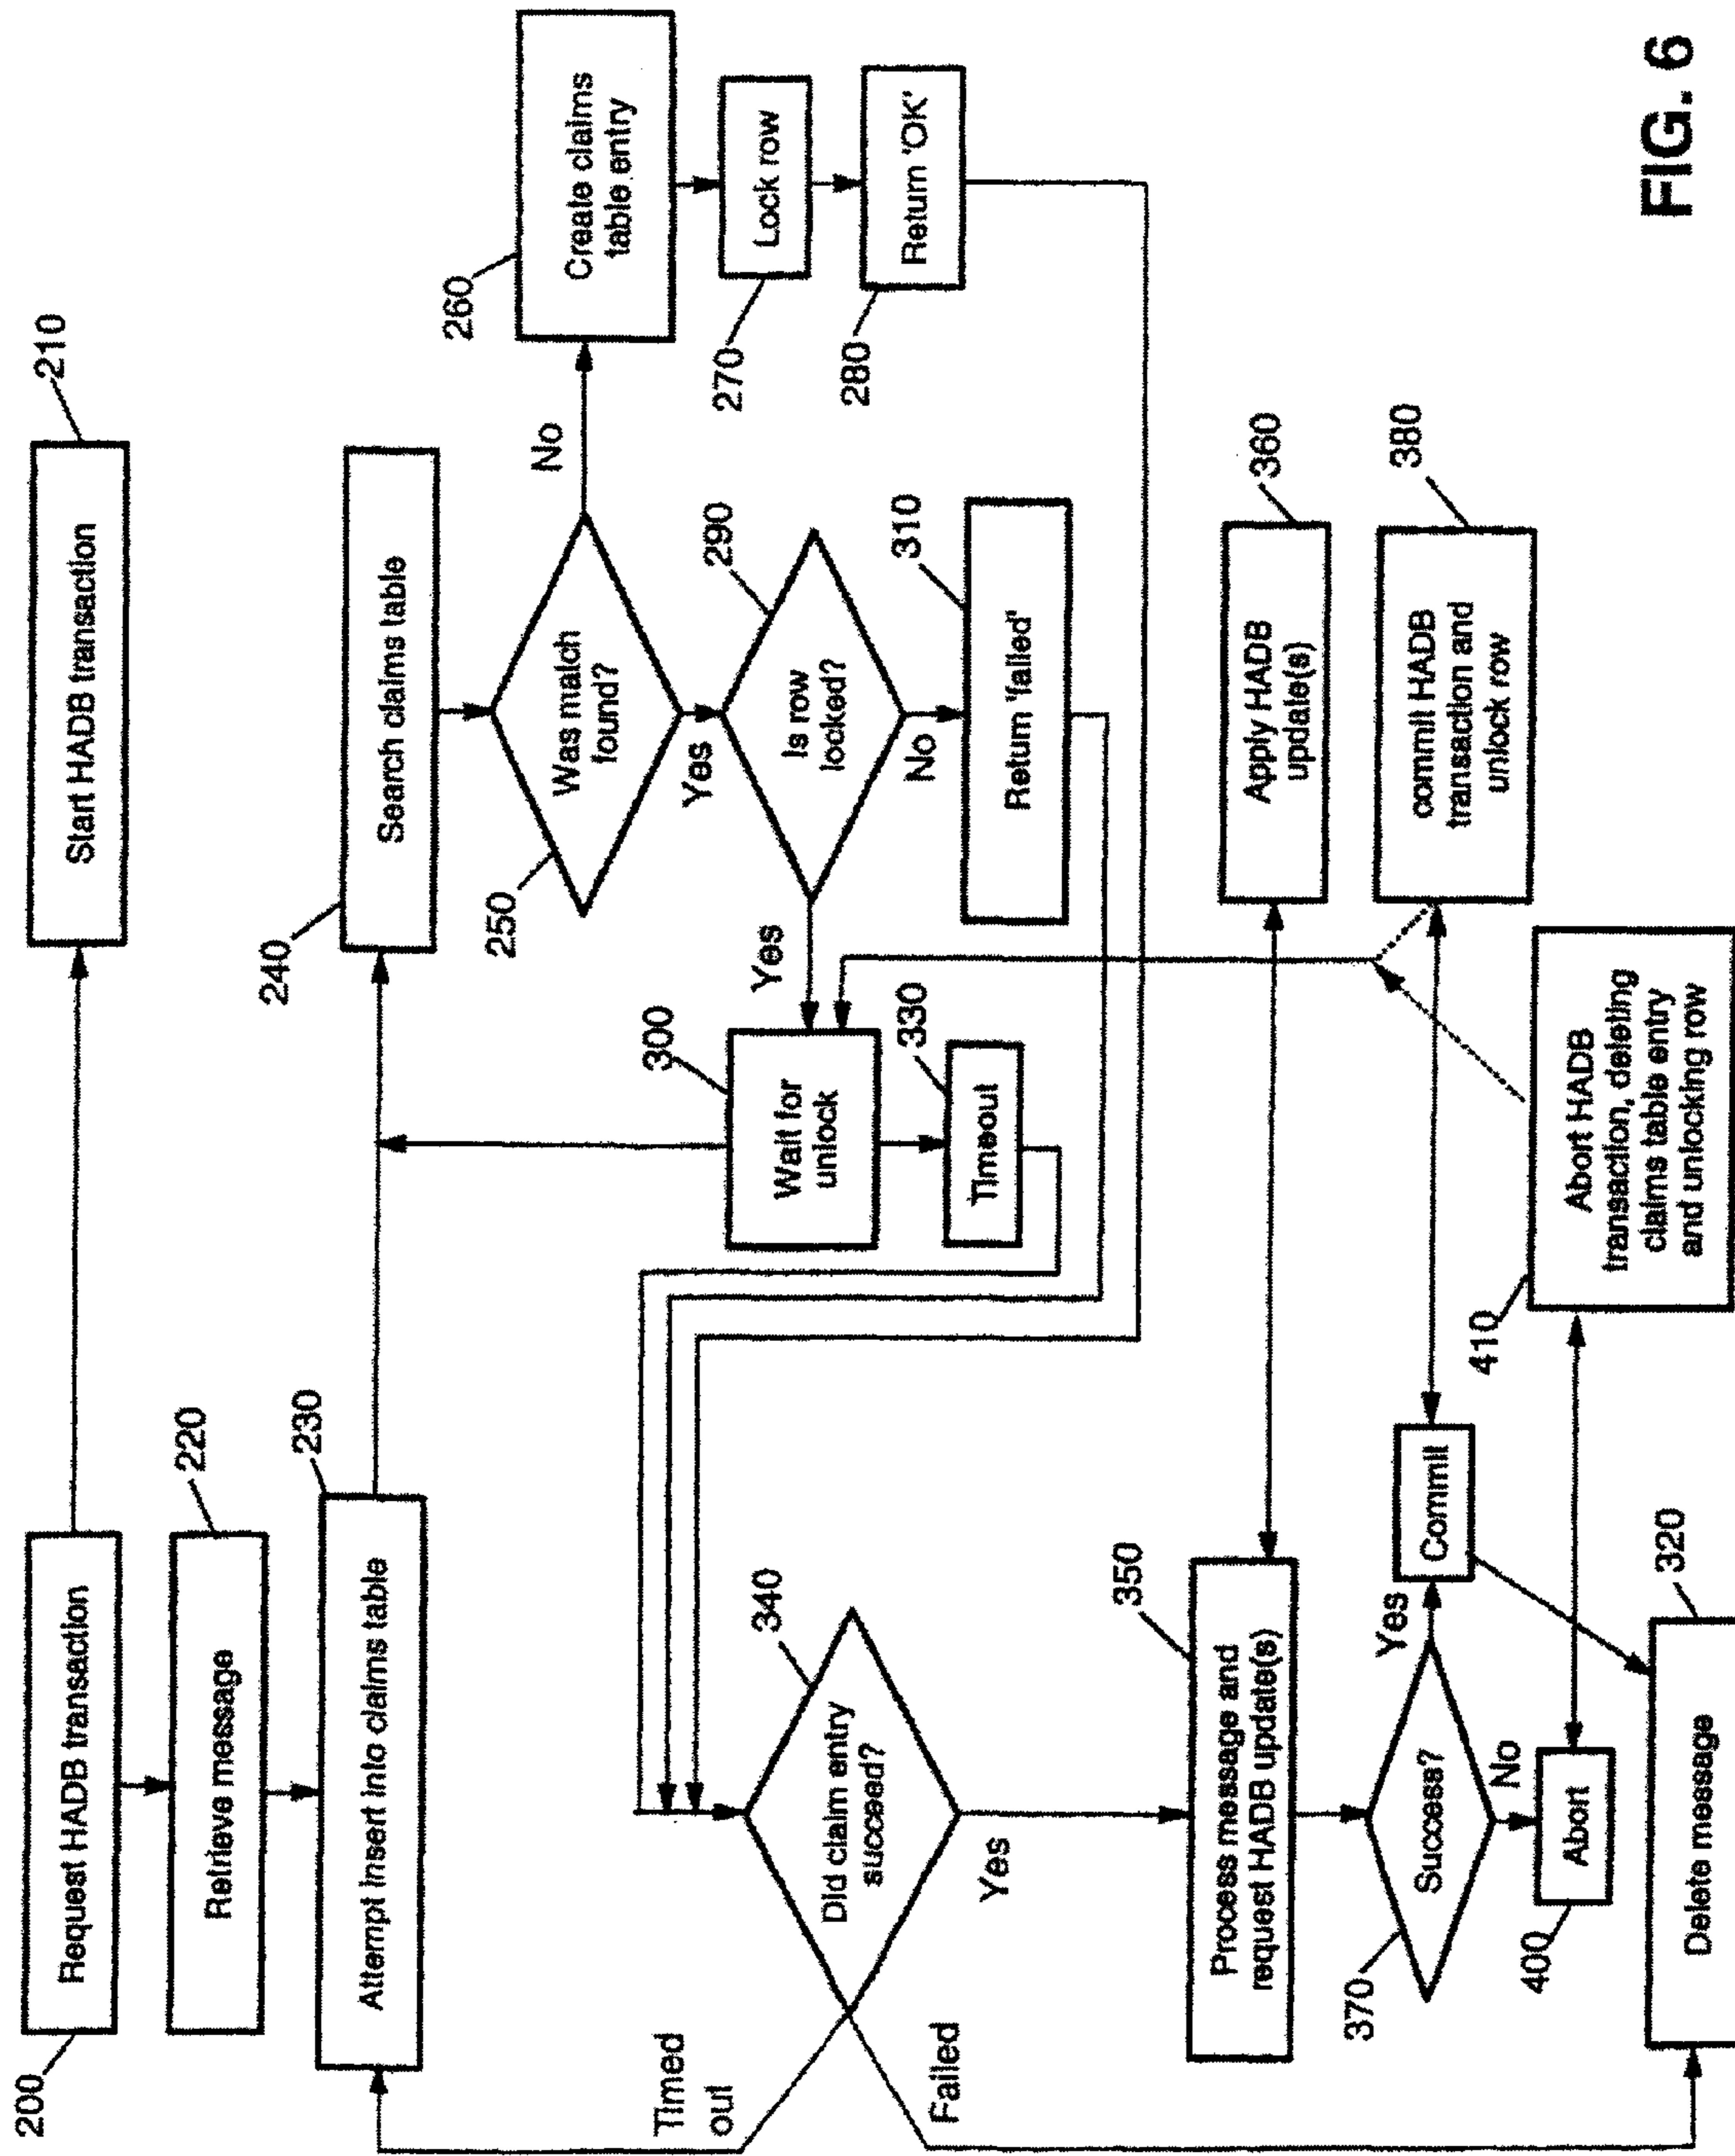 200
Request HADB transaction
Start HADB transaction
210
Retrieve message
220
Attempt insert into claims table
230
240
Search claims table
250
Was match
found?
No
Yes
260
Create claims
table entry
270
Lock row
280
Return 'OK'
290
Is row
locked?
Yes
No
300
Wait for
unlock
310
Return 'failed'
330
Timeout
340
Did claim entry
succeed?
Timed
out
Failed
Yes
350
Process message and
request HADB update(s)
360
Apply HADB
update(s)
370
Success?
Yes
No
Commit
380
commit HADB
transaction and
unlock row
400
Abort
410
Abort HADB
transaction, deleting
claims table entry
and unlocking row
320
Delete message
FIG. 6